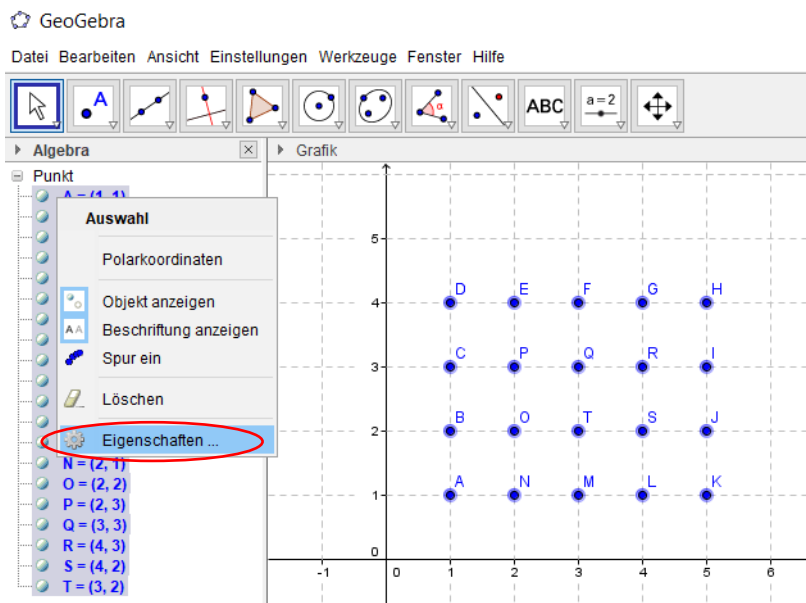 GeoGebra
Datei Bearbeiten Ansicht Einstellungen Werkzeuge Fenster Hilfe
A α ABC a=2
Algebra
Grafik
Punkt
A = (1, 1)
Auswahl
Polarkoordinaten
Objekt anzeigen
AA Beschriftung anzeigen
Spur ein
Löschen
Eigenschaften ...
N = (2, 1)
O = (2, 2)
P = (2, 3)
Q = (3, 3)
R = (4, 3)
S = (4, 2)
T = (3, 2)
5
D E F G H
4
C P Q R I
3
B O T S J
2
A N M L K
1
0
-1 0 1 2 3 4 5 6